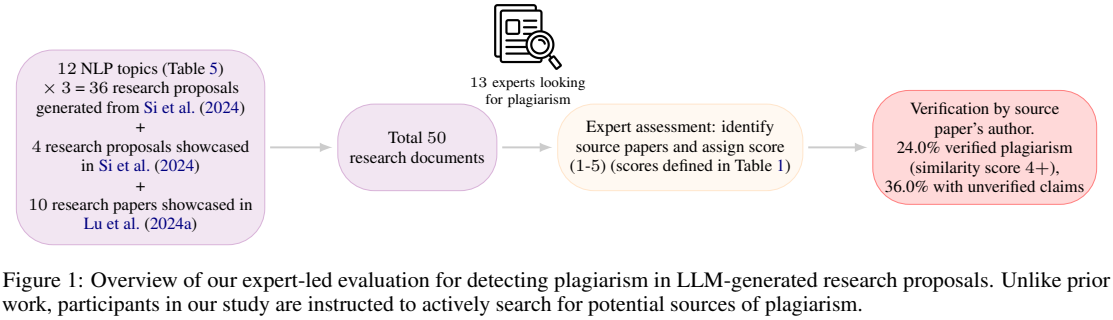 12 NLP topics (Table 5)
× 3 = 36 research proposals
generated from Si et al. (2024)
+
4 research proposals showcased
in Si et al. (2024)
+
10 research papers showcased in
Lu et al. (2024a)
Total 50
research documents
13 experts looking
for plagiarism
Expert assessment: identify
source papers and assign score
(1-5) (scores defined in Table 1)
Verification by source
paper's author.
24.0% verified plagiarism
(similarity score 4+),
36.0% with unverified claims
Figure 1: Overview of our expert-led evaluation for detecting plagiarism in LLM-generated research proposals. Unlike prior
work, participants in our study are instructed to actively search for potential sources of plagiarism.